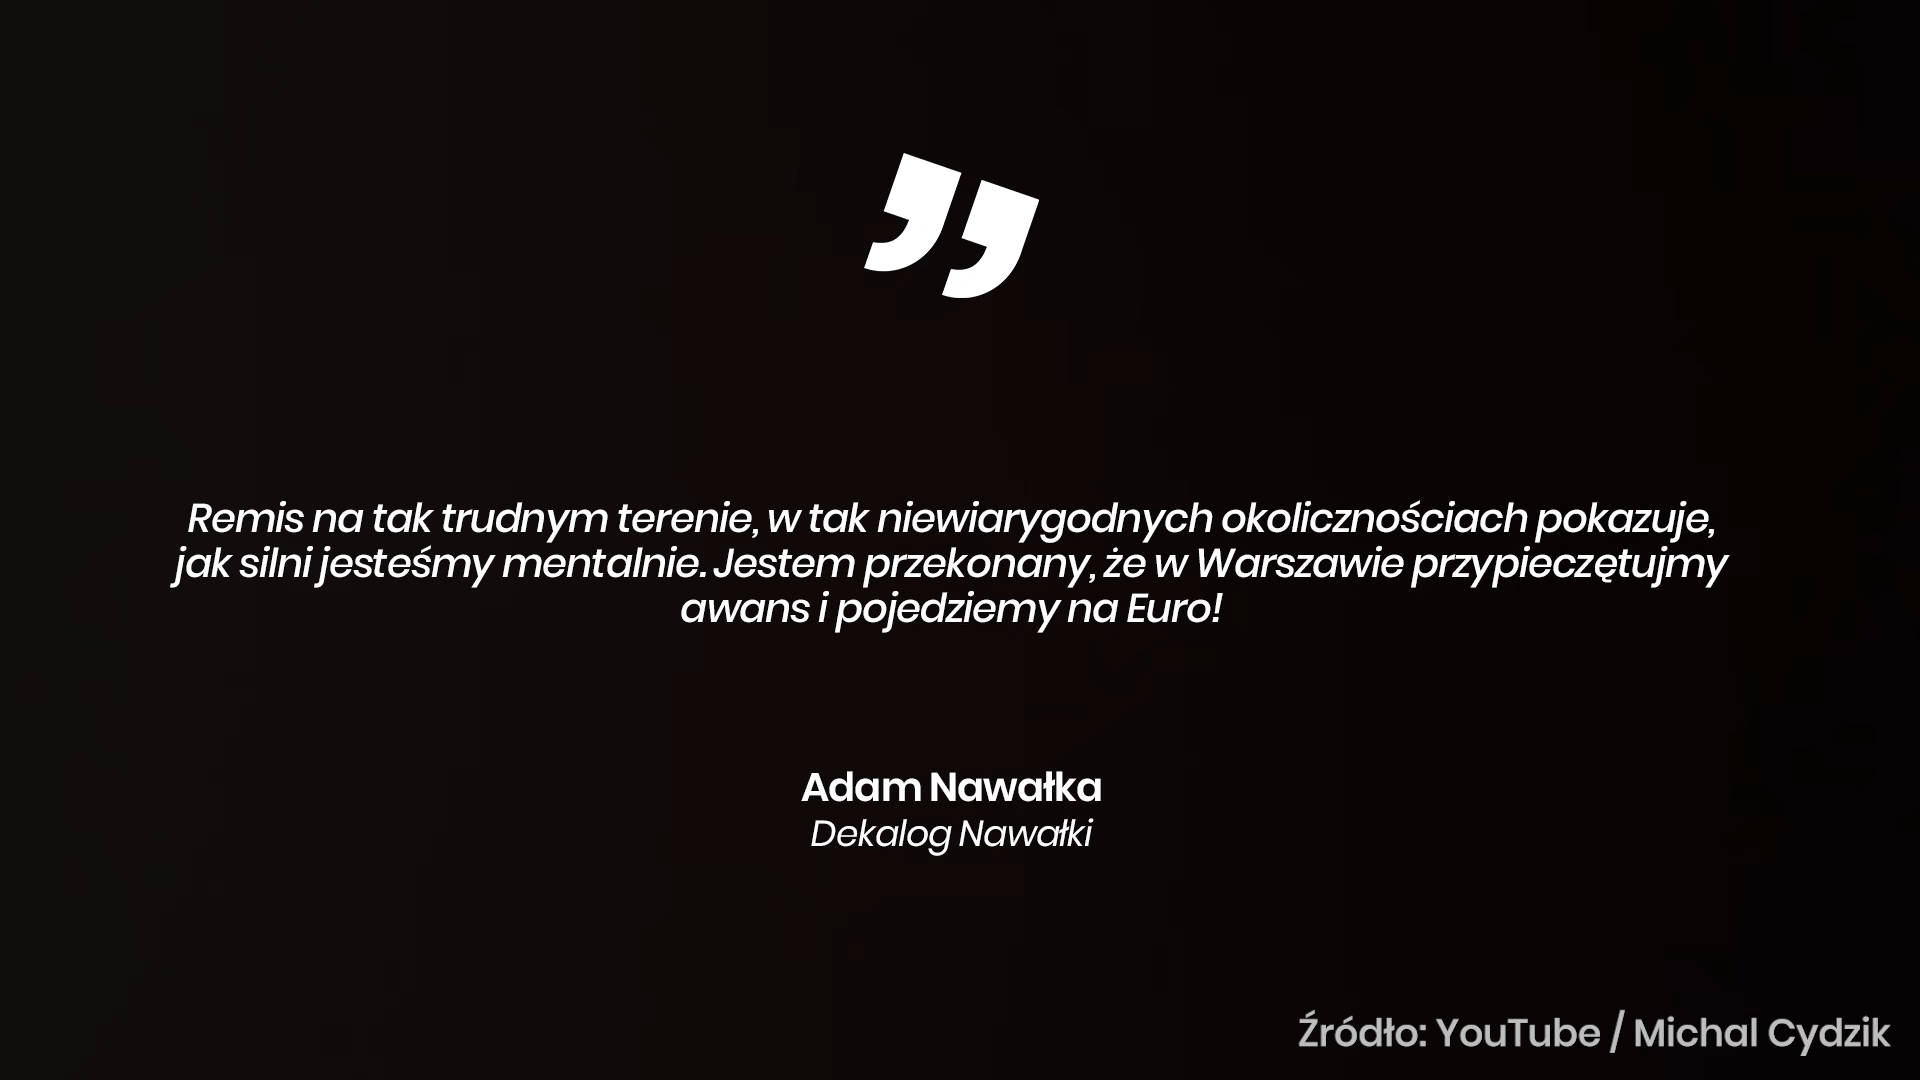 Remis na tak trudnym terenie, w tak niewiarygodnych okolicznościach pokazuje,
jak silni jesteśmy mentalnie. Jestem przekonany, że w Warszawie przypieczętujmy
awans i pojedziemy na Euro!
Adam Nawałka
Dekalog Nawałki
Źródło: YouTube / Michal Cydzik